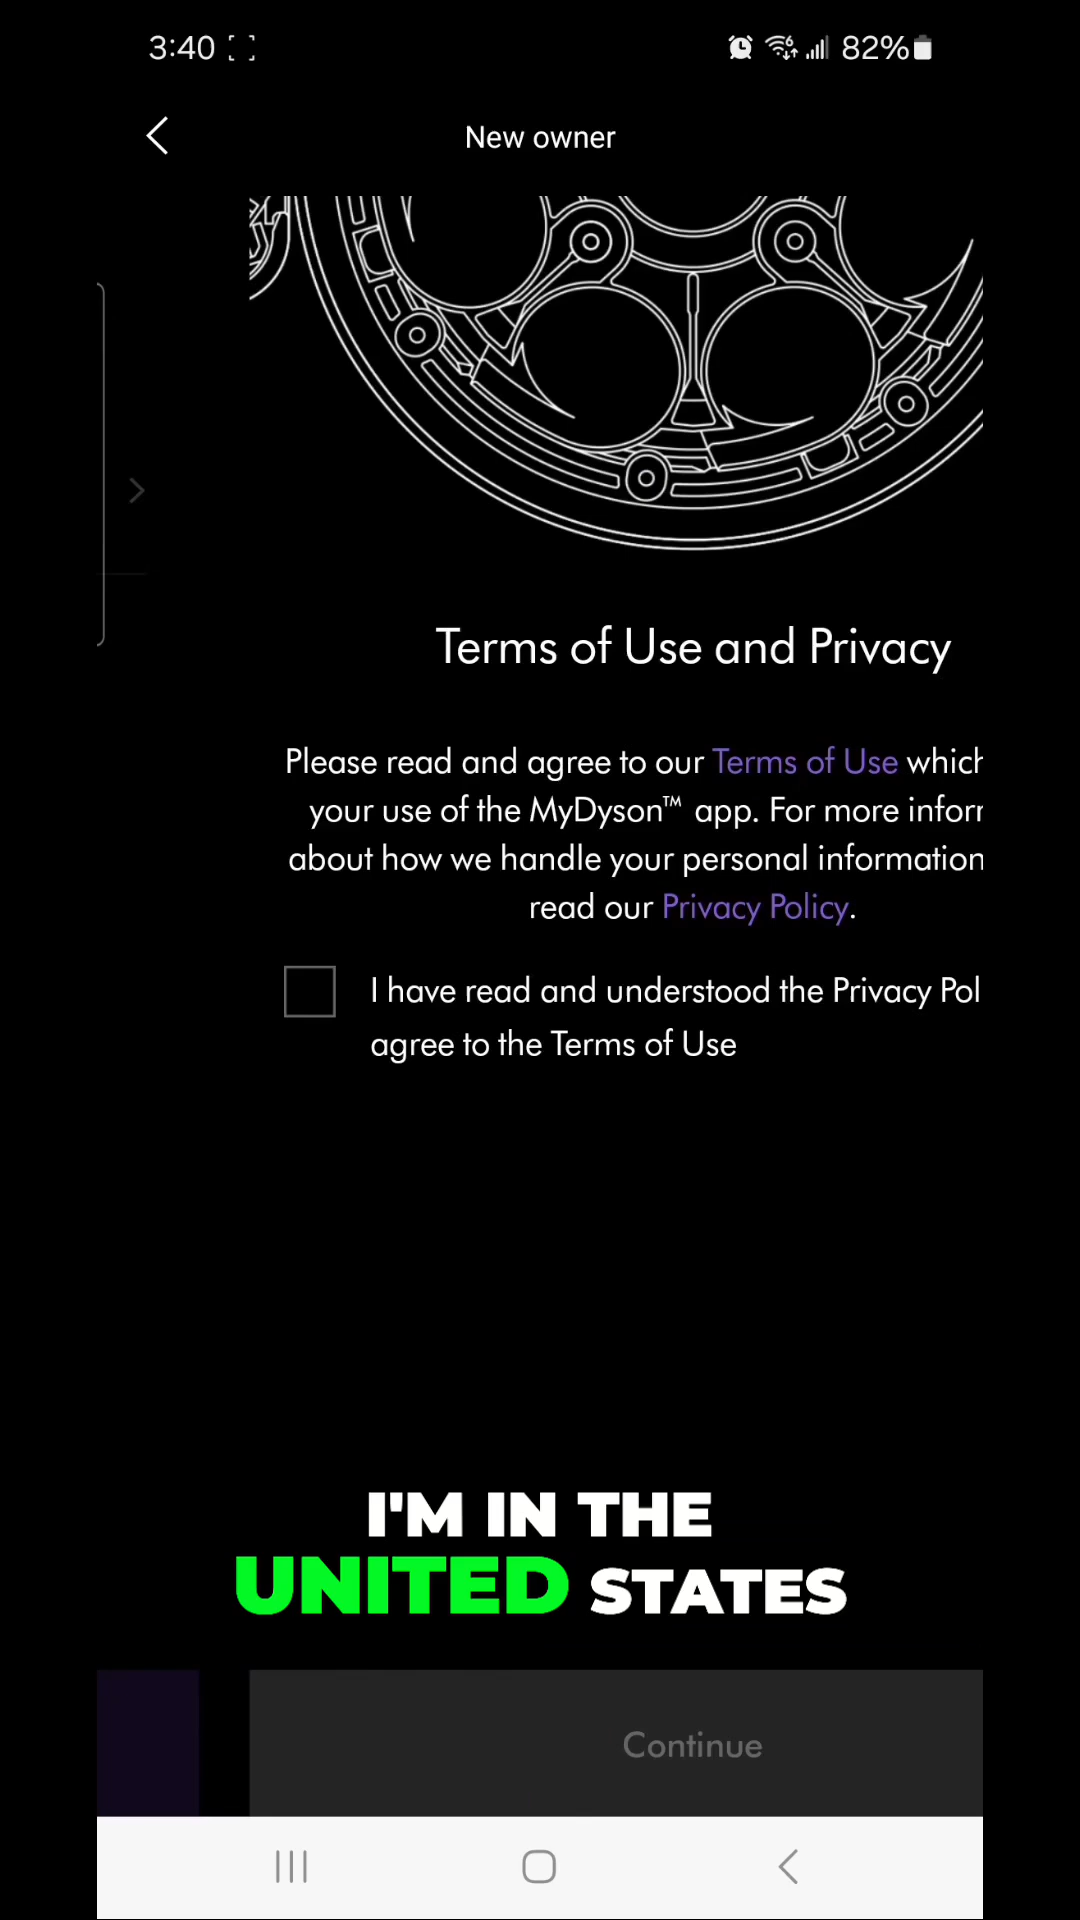 3:40
82%
New owner
Terms of Use and Privacy
Please read and agree to our Terms of Use which
your use of the MyDyson™ app. For more inforr
about how we handle your personal information
read our Privacy Policy.
I have read and understood the Privacy Pol
agree to the Terms of Use
I'M IN THE
UNITED STATES
Continue